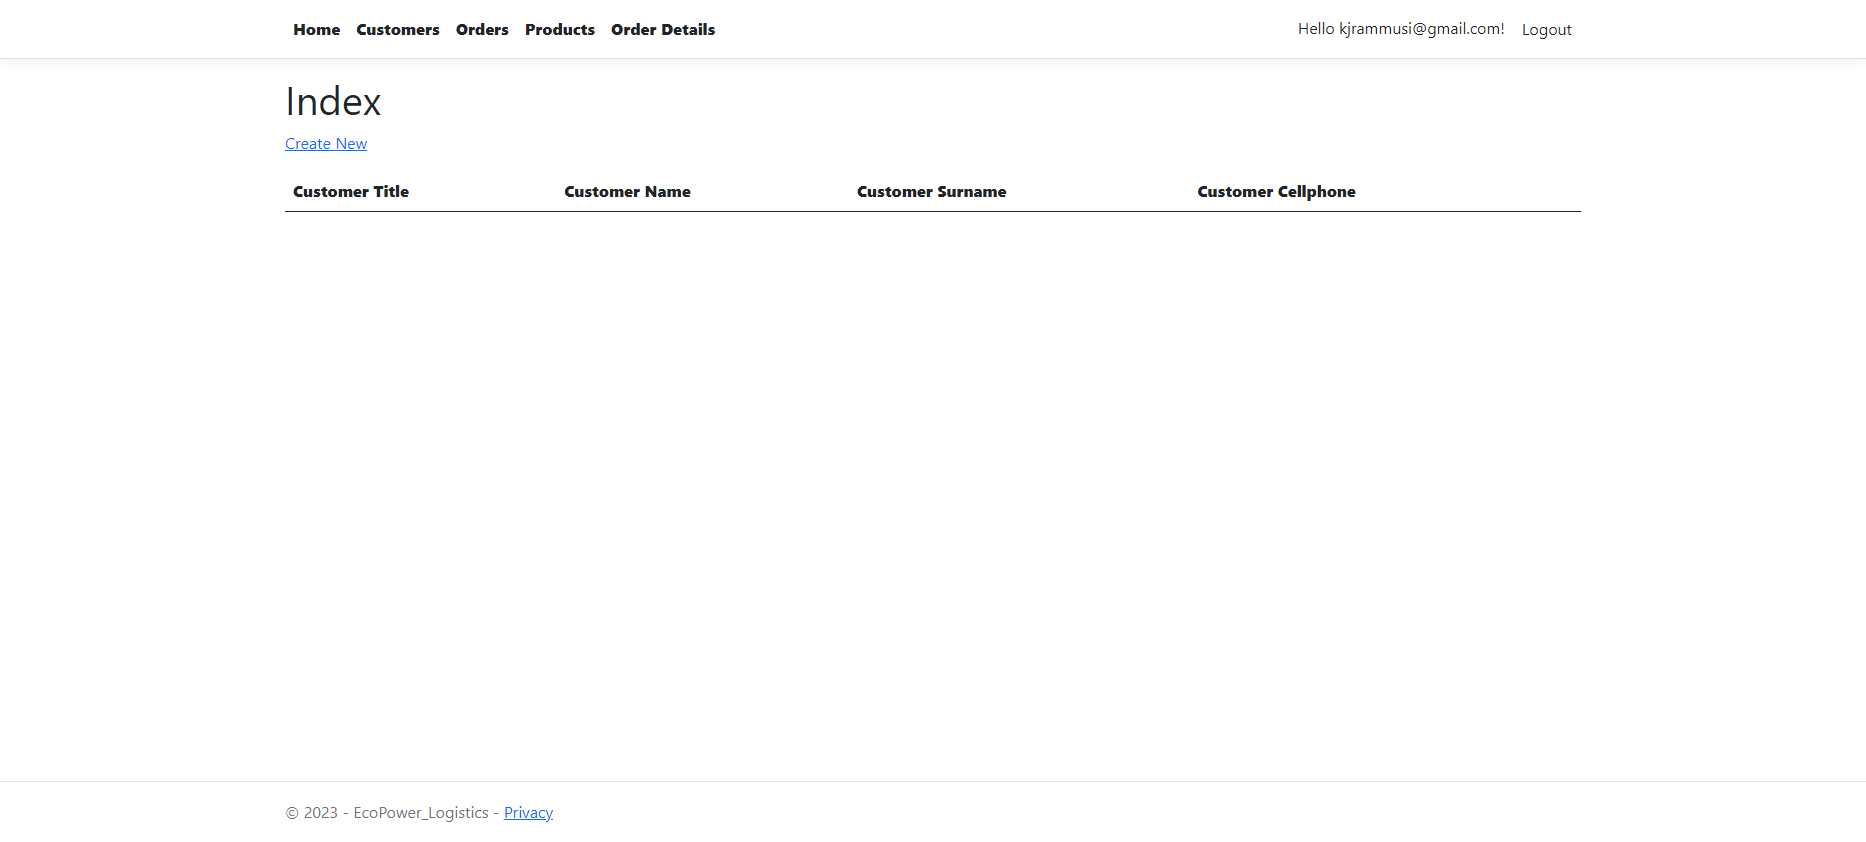 Home Customers Orders Products Order Details Hello kjrammusi@gmail.com! Logout
Index
Create New
Customer Title Customer Name Customer Surname Customer Cellphone
© 2023 - EcoPower_Logistics - Privacy